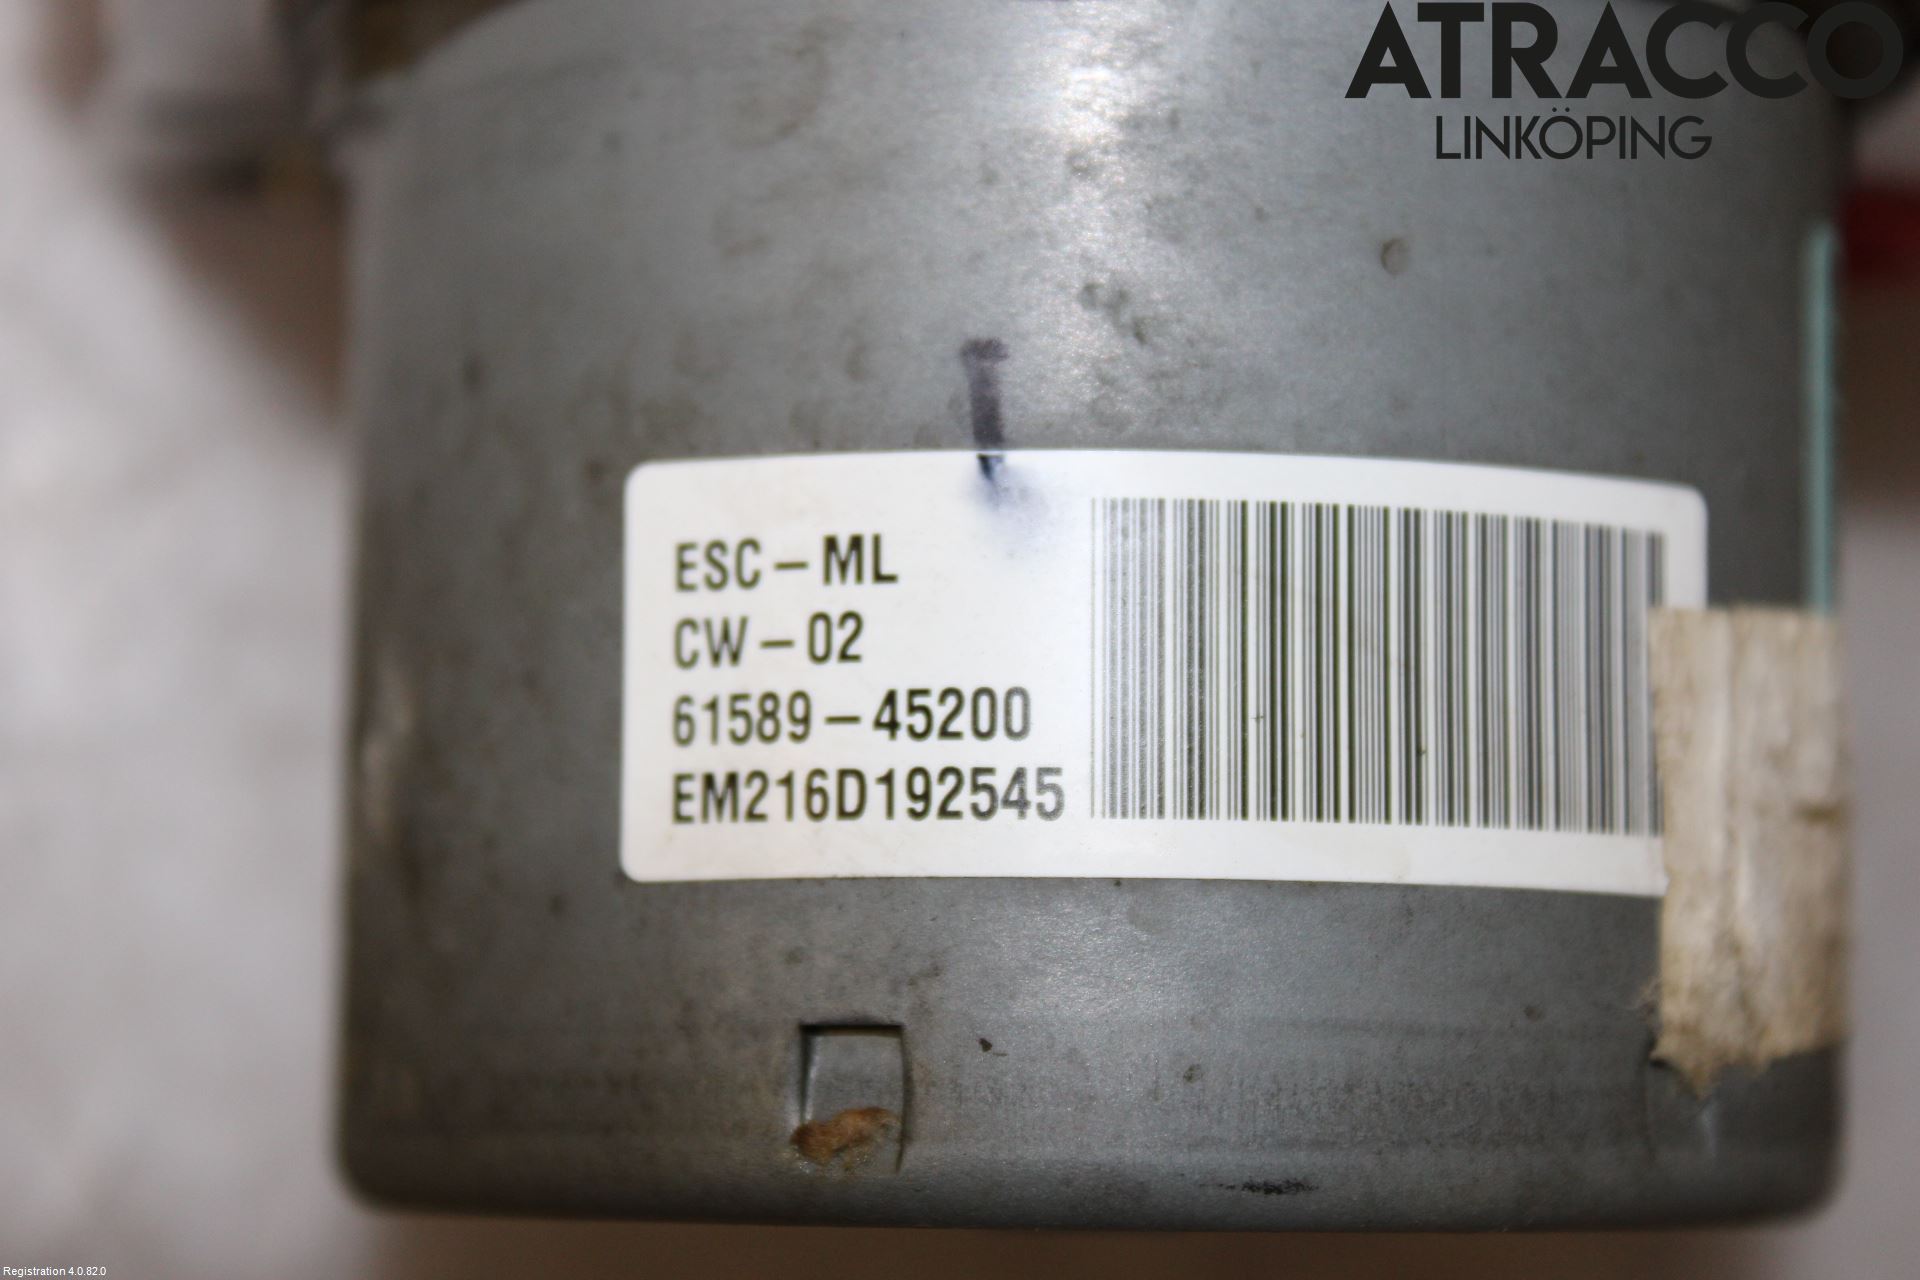 ATRACCO
LINKÖPING
ESC-ML
CW-02
61589-45200
EM216D192545
Registration 4.0.82.0